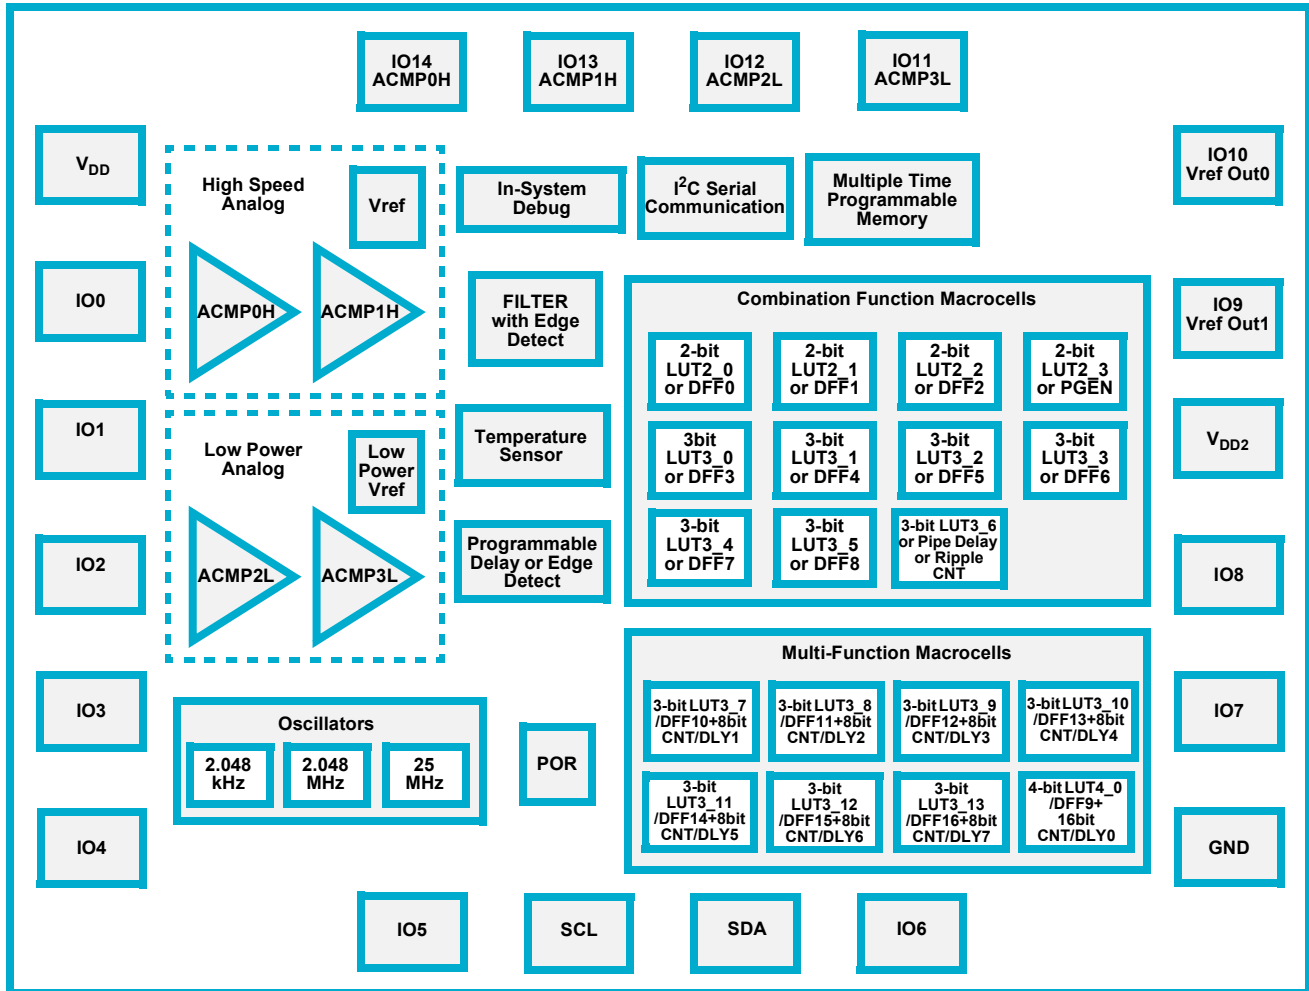 IO14
ACMP0H
IO13
ACMP1H
IO12
ACMP2L
IO11
ACMP3L
VDD
IO0
IO1
IO2
IO3
IO4
High Speed
Analog
Vref
ACMP0H
ACMP1H
Low Power
Analog
Low
Power
Vref
ACMP2L
ACMP3L
In-System
Debug
I2C Serial
Communication
Multiple Time
Programmable
Memory
FILTER
with Edge
Detect
Temperature
Sensor
Programmable
Delay or Edge
Detect
Combination Function Macrocells
2-bit
LUT2_0
or DFF0
2-bit
LUT2_1
or DFF1
2-bit
LUT2_2
or DFF2
2-bit
LUT2_3
or PGEN
3bit
LUT3_0
or DFF3
3-bit
LUT3_1
or DFF4
3-bit
LUT3_2
or DFF5
3-bit
LUT3_3
or DFF6
3-bit
LUT3_4
or DFF7
3-bit
LUT3_5
or DFF8
3-bit LUT3_6
or Pipe Delay
or Ripple
CNT
Multi-Function Macrocells
3-bit LUT3_7
/DFF10+8bit
CNT/DLY1
3-bit LUT3_8
/DFF11+8bit
CNT/DLY2
3-bit LUT3_9
/DFF12+8bit
CNT/DLY3
3-bit LUT3_10
/DFF13+8bit
CNT/DLY4
3-bit
LUT3_11
/DFF14+8bit
CNT/DLY5
3-bit
LUT3_12
/DFF15+8bit
CNT/DLY6
3-bit
LUT3_13
/DFF16+8bit
CNT/DLY7
4-bit LUT4_0
/DFF9+
16bit
CNT/DLY0
Oscillators
2.048
kHz
2.048
MHz
25
MHz
POR
IO10
Vref Out0
IO9
Vref Out1
VDD2
IO8
IO7
GND
IO5
SCL
SDA
IO6